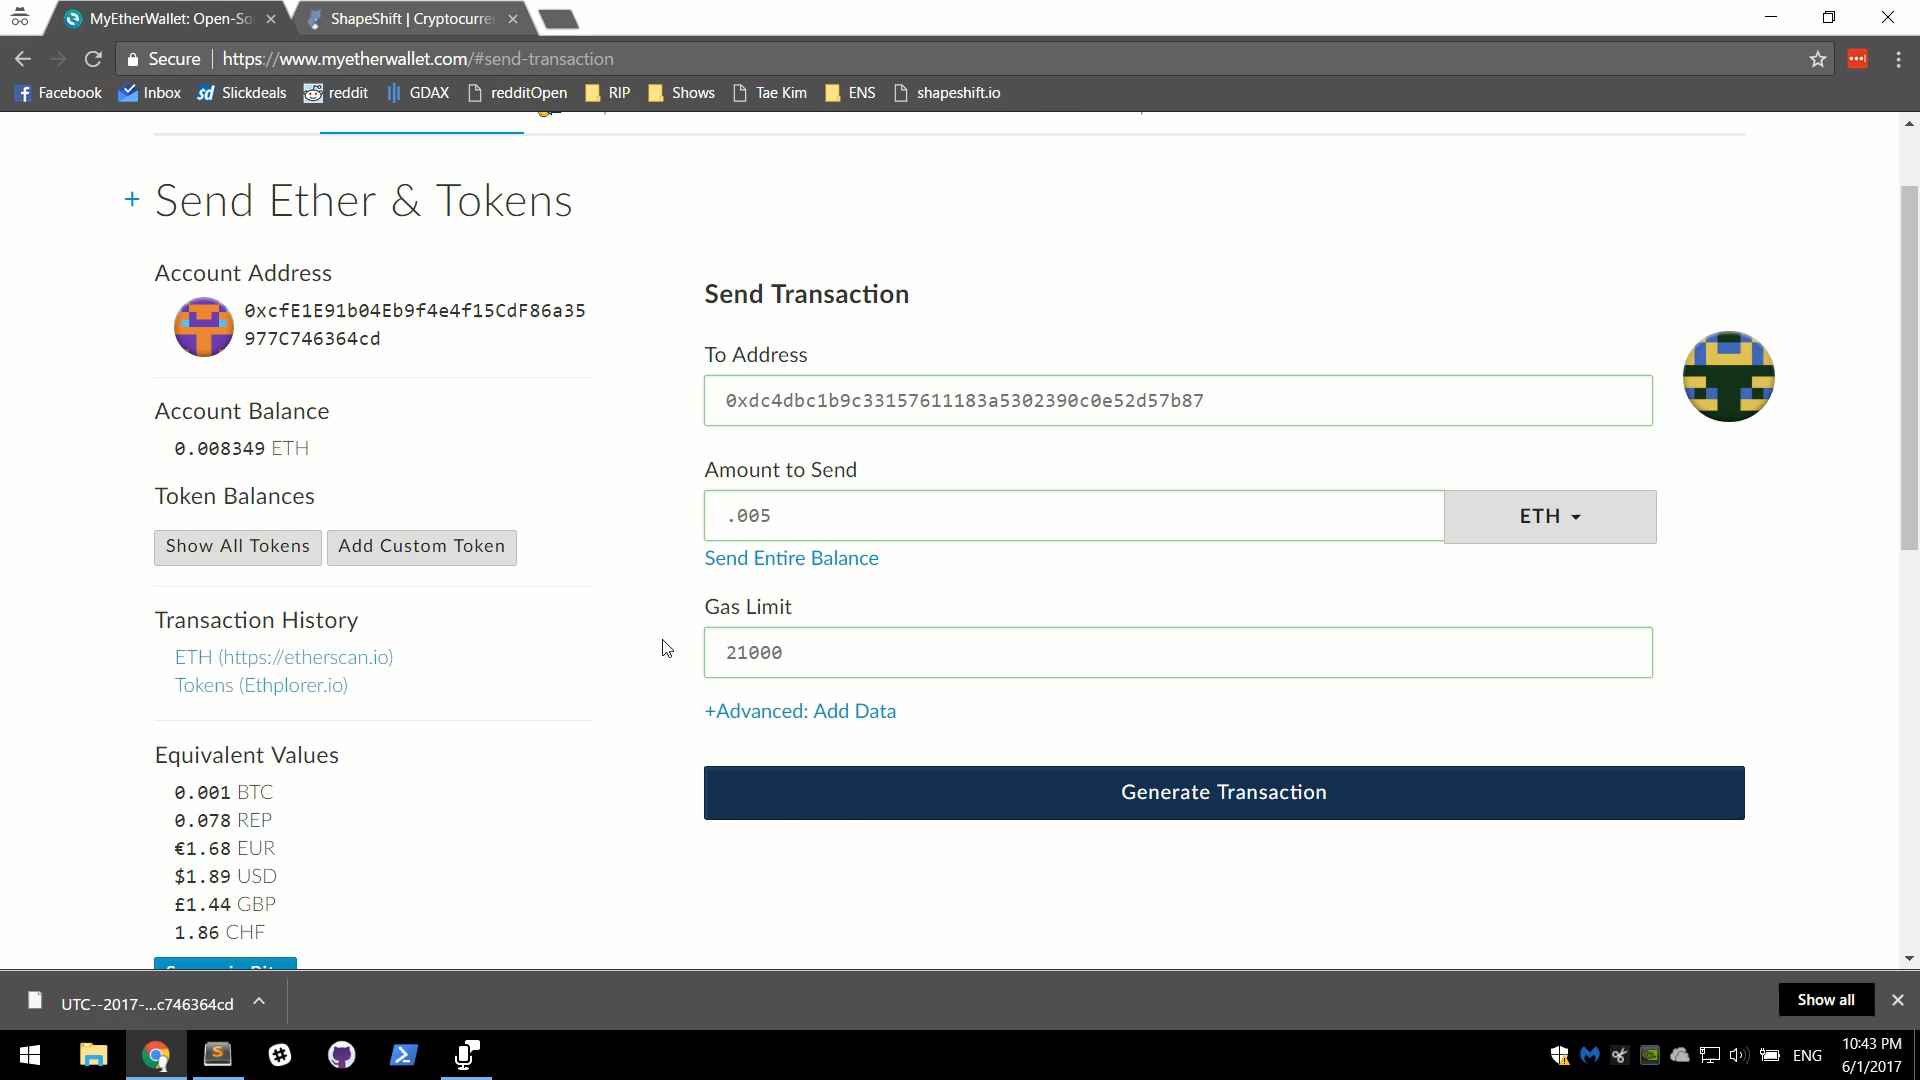 MyEtherWallet: Open-So
ShapeShift | Cryptocurre
Secure
https://www.myetherwallet.com/#send-transaction
Facebook
Inbox
Slickdeals
reddit
GDAX
redditOpen
RIP
Shows
Tae Kim
ENS
shapeshift.io
+ Send Ether & Tokens
Account Address
0xcfE1E91b04Eb9f4e4f15CdF86a35
977C746364cd
Account Balance
0.008349 ETH
Token Balances
Show All Tokens
Add Custom Token
Transaction History
ETH (https://etherscan.io)
Tokens (Ethplorer.io)
Equivalent Values
0.001 BTC
0.078 REP
€1.68 EUR
$1.89 USD
£1.44 GBP
1.86 CHF
Send Transaction
To Address
0xdc4dbc1b9c33157611183a5302390c0e52d57b87
Amount to Send
.005
ETH
Send Entire Balance
Gas Limit
21000
+Advanced: Add Data
Generate Transaction
UTC--2017-...c746364cd
Show all
ENG
10:43 PM
6/1/2017